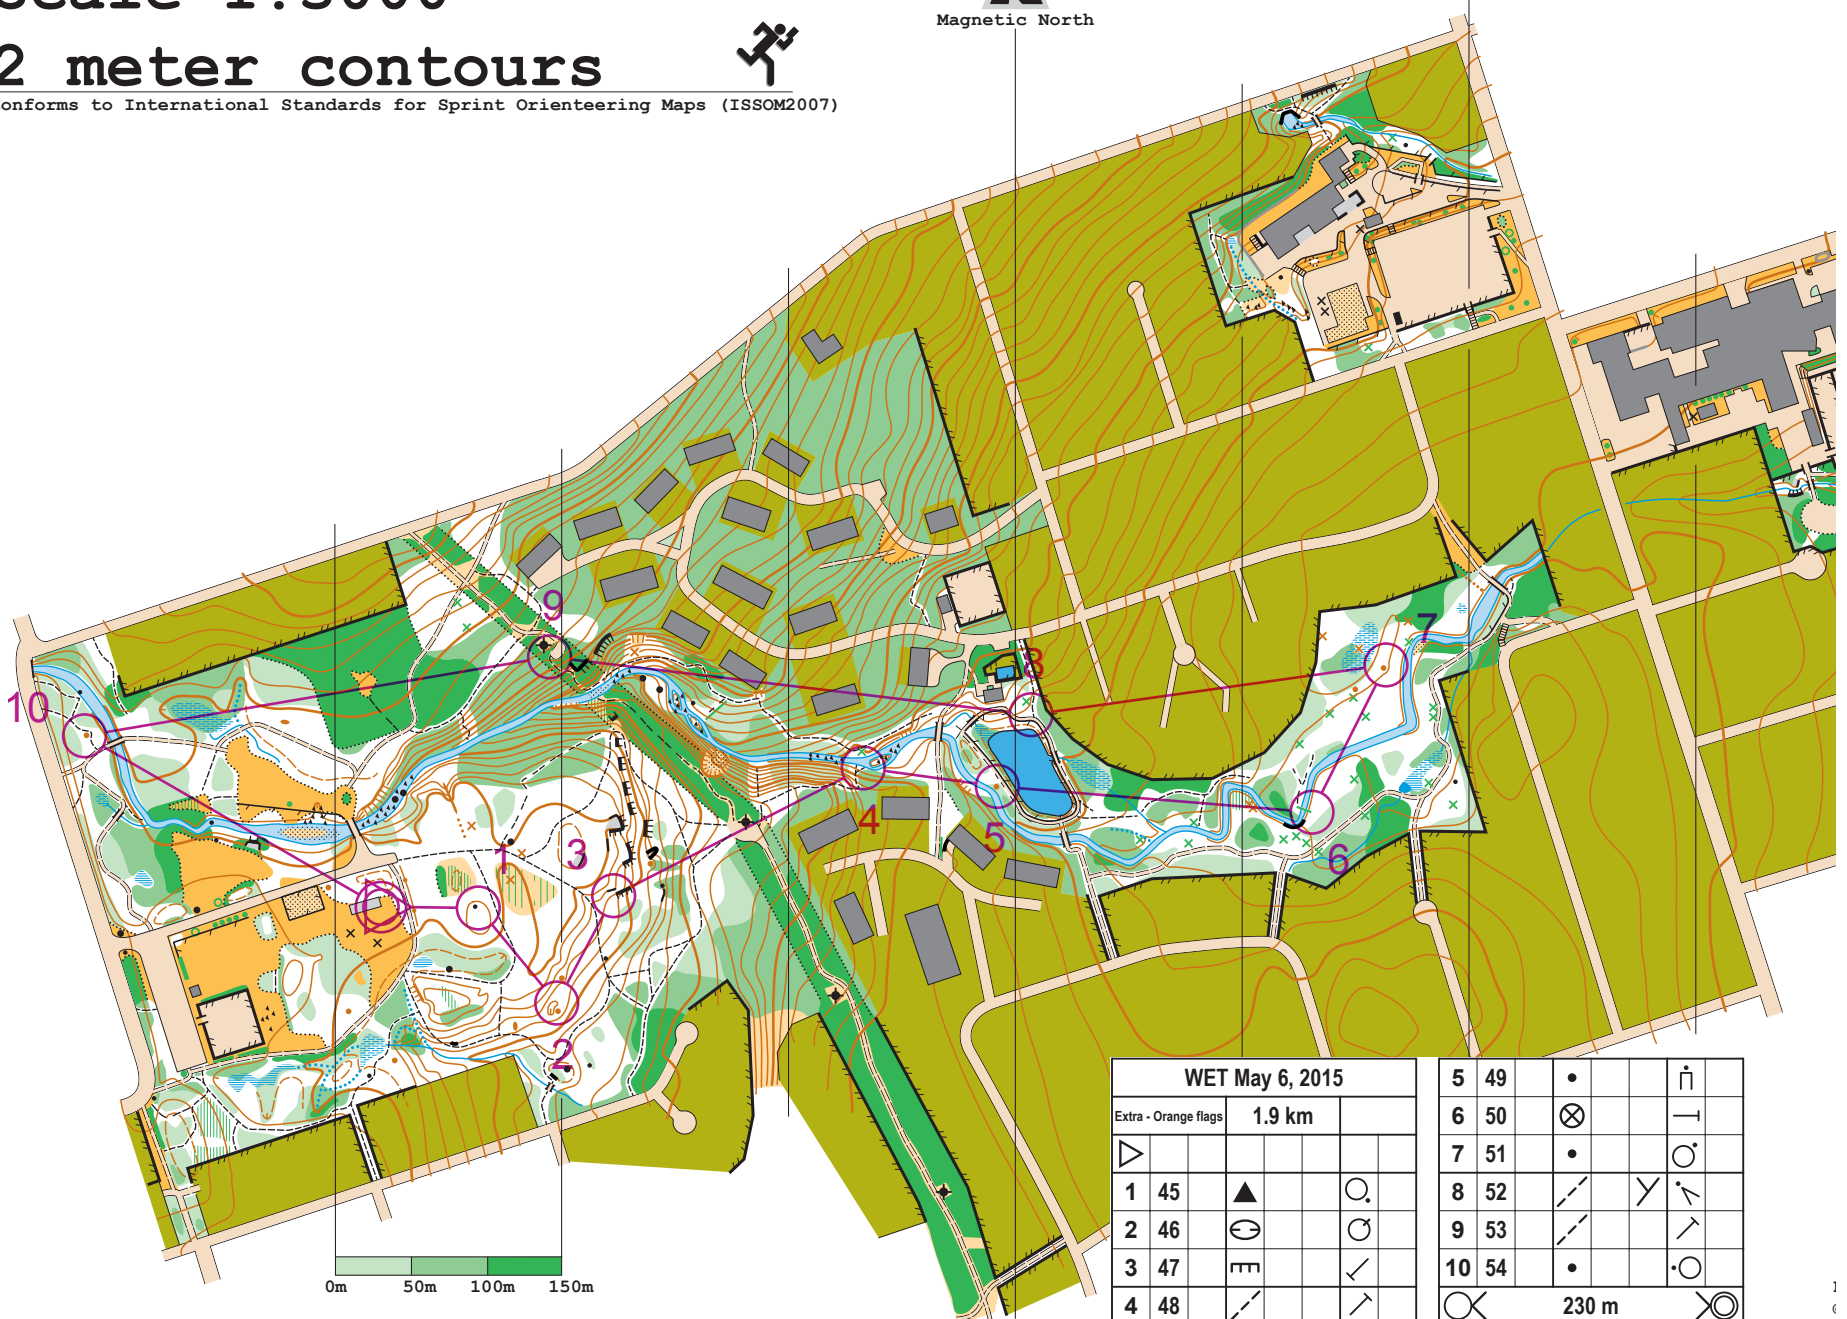 2 meter contours
onforms to International Standards for Sprint Orienteering Maps (ISSOM2007)
Magnetic North
9
8
7
10
4
5
6
1
3
2
0m 50m 100m 150m
WET May 6, 2015
Extra - Orange flags 1.9 km
1 45
2 46
3 47
4 48
5 49
6 50
7 51
8 52
9 53
10 54
230 m